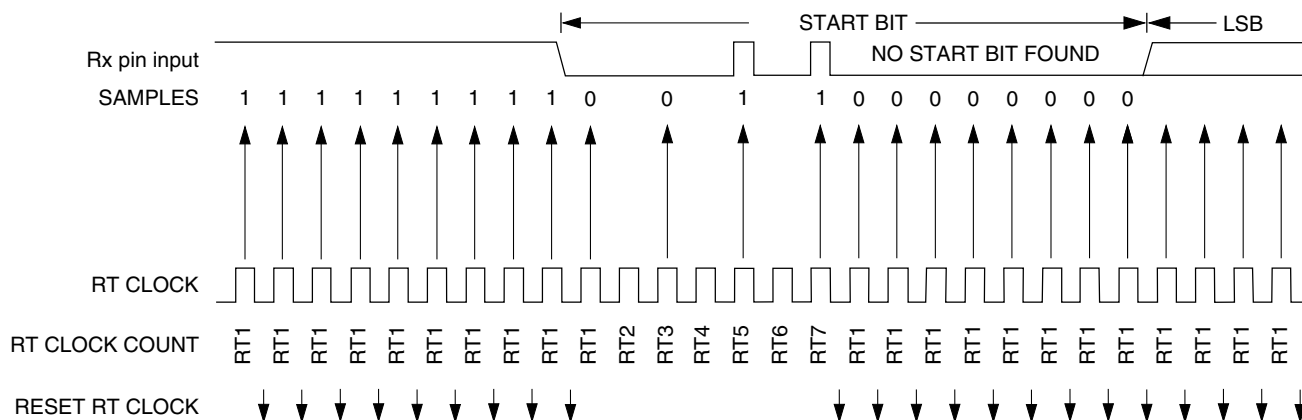 START BIT
LSB
Rx pin input
NO START BIT FOUND
SAMPLES 1 1 1 1 1 1 1 1 1 0 0 1 1 0 0 0 0 0 0 0 0
RT CLOCK
RT CLOCK COUNT RT1 RT1 RT1 RT1 RT1 RT1 RT1 RT1 RT1 RT1 RT2 RT3 RT4 RT5 RT6 RT7 RT1 RT1 RT1 RT1 RT1 RT1 RT1 RT1 RT1 RT1 RT1 RT1
RESET RT CLOCK